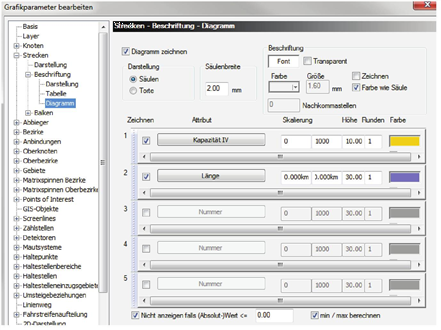 Grafikparameter bearbeiten
Basis
Layer
Knoten
Strecken
Darstellung
Beschriftung
Darstellung
Tabelle
Diagramm
Balken
Abbieger
Bezirke
Anbindungen
Oberknoten
Oberbezirke
Gebiete
Matrixspinnen Bezirke
Matrixspinnen Oberbezirke
Points of Interest
GIS-Objekte
Screenlines
Zählstellen
Detektoren
Mautsysteme
Haltepunkte
Haltestellenbereiche
Haltestellen
Haltestelleneinzugsgebiete
Umsteigebeziehungen
Linienweg
Fahrstreifenaufteilung
2D-Darstellung
Strecken - Beschriftung - Diagramm
Diagramm zeichnen
Darstellung
Säulen
Torte
Säulenbreite
2.00 mm
Beschriftung
Font
Transparent
Farbe
Größe
1.60 mm
Zeichnen
Farbe wie Säule
0 Nachkommastellen
Zeichnen Attribut Skalierung Höhe Runden Farbe
1 Kapazität IV 0 1000 10.00 1
2 Länge 0.000km 0.000km 30.00 1
3 Nummer 0 1000 30.00 1
4 Nummer 0 1000 30.00 1
5 Nummer 0 1000 30.00 1
Nicht anzeigen falls (Absolut-)Wert <= 0.00 min / max berechnen